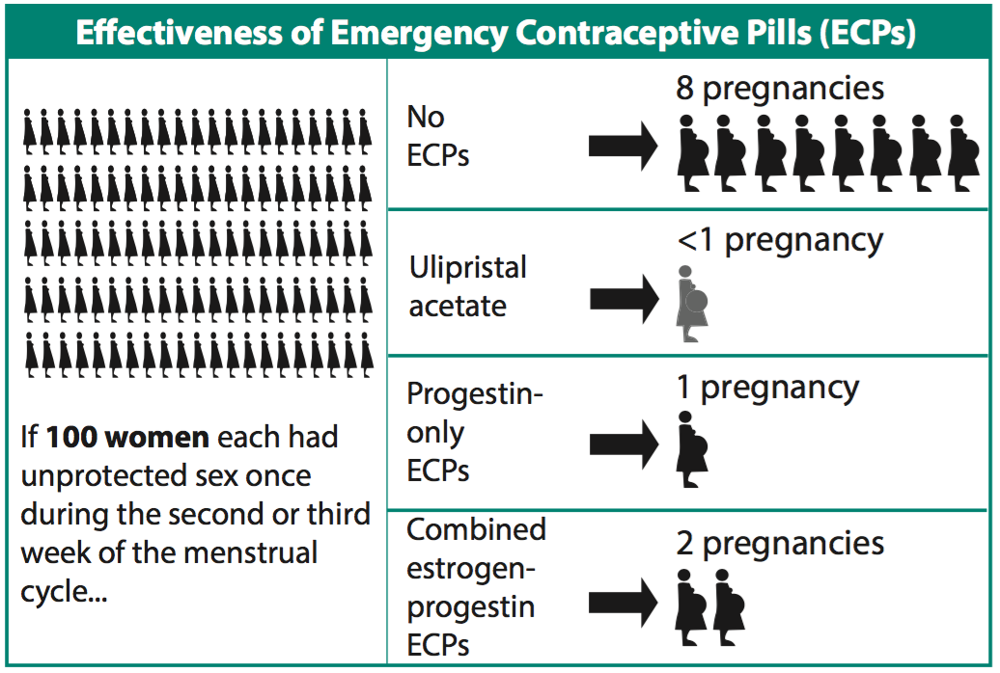 Effectiveness of Emergency Contraceptive Pills (ECPs)
If 100 women each had
unprotected sex once
during the second or third
week of the menstrual
cycle...
No
ECPs
8 pregnancies
Ulipristal
acetate
<1 pregnancy
Progestin-
only
ECPs
1 pregnancy
Combined
estrogen-
progestin
ECPs
2 pregnancies